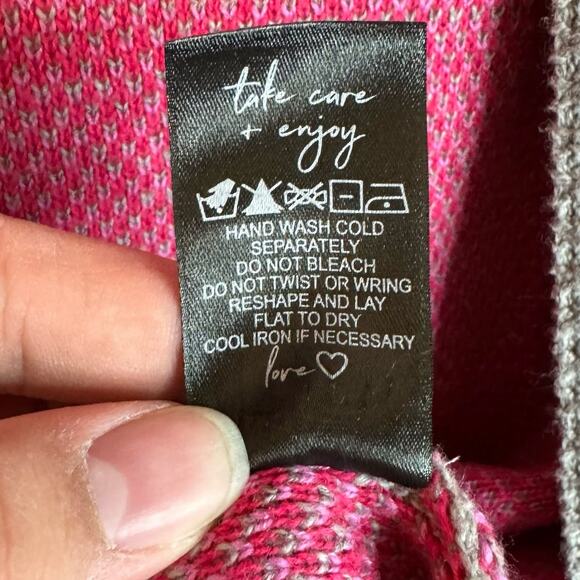 take care
+ enjoy
HAND WASH COLD
SEPARATELY
DO NOT BLEACH
DO NOT TWIST OR WRING
RESHAPE AND LAY
FLAT TO DRY
COOL IRON IF NECESSARY
love♡